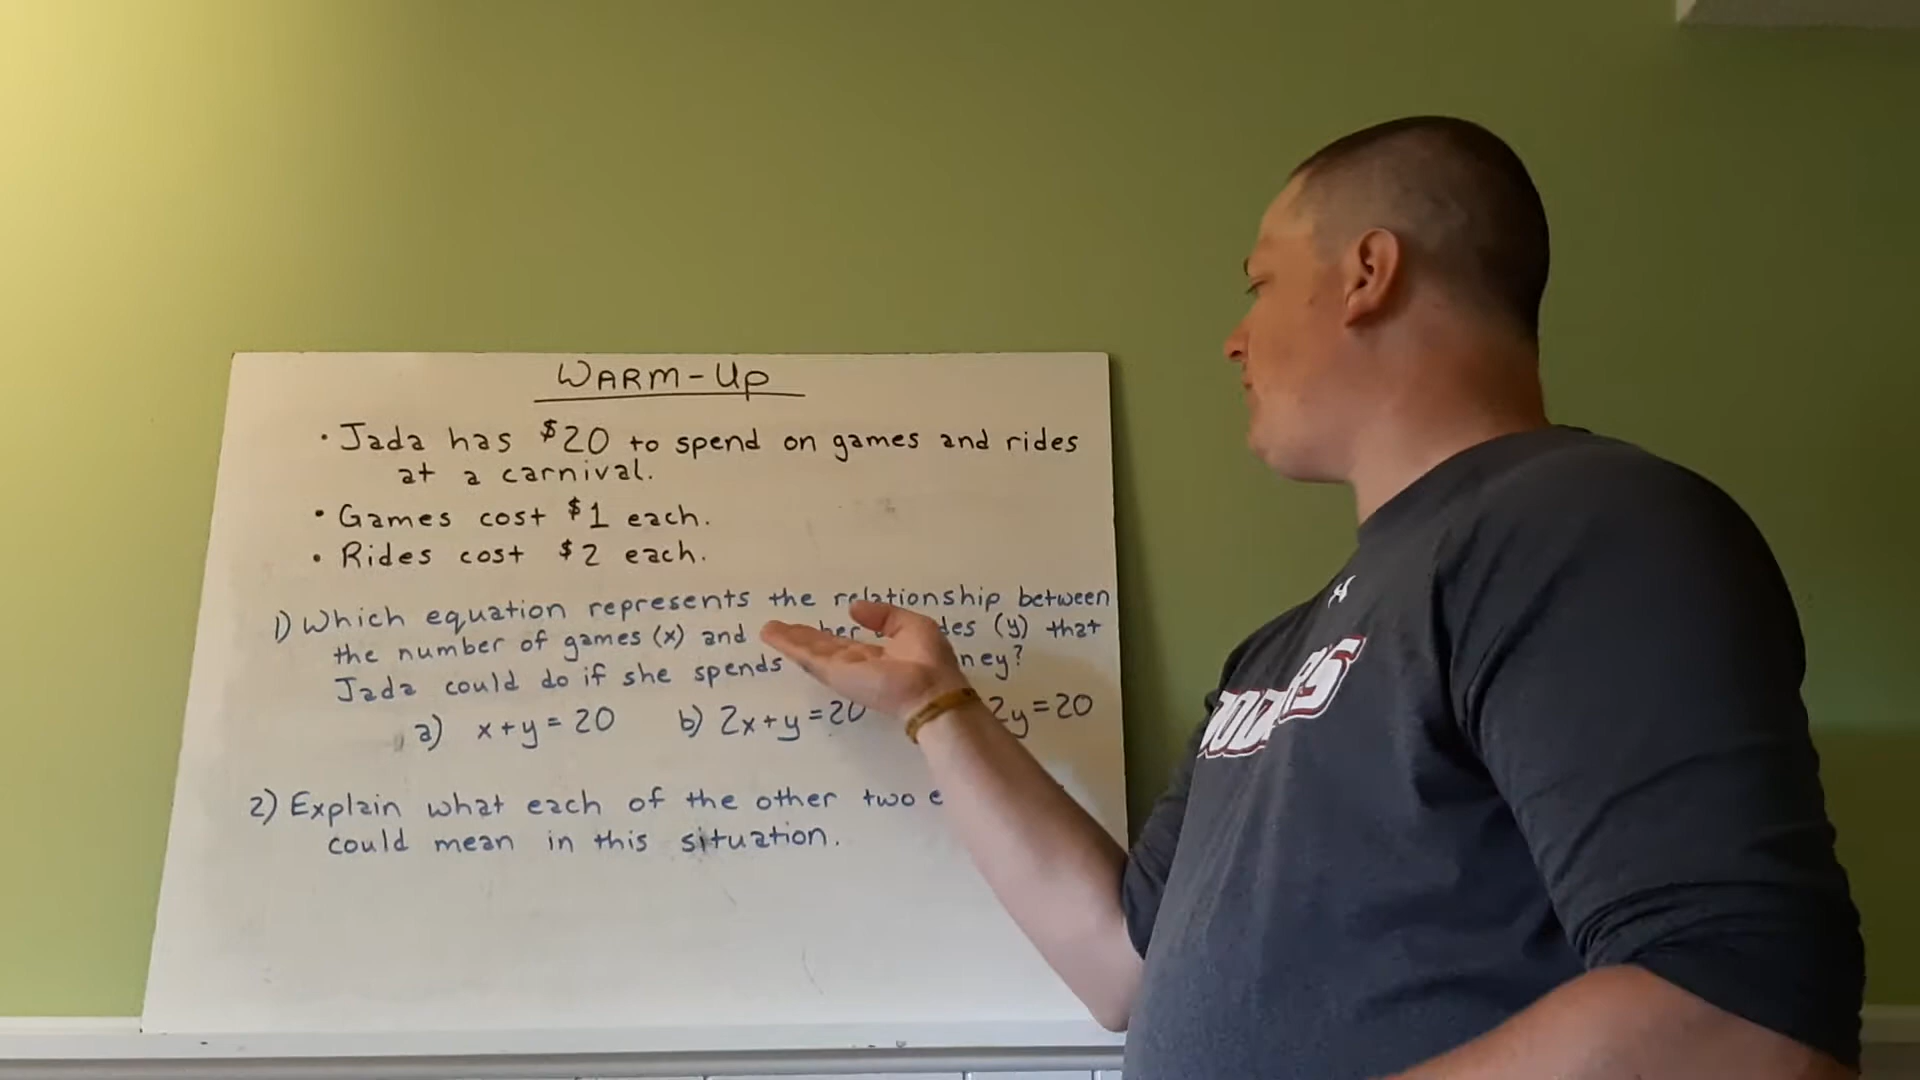 WARM-UP
• Jada has $20 to spend on games and rides
at a carnival.
• Games cost $1 each.
• Rides cost $2 each.
1) Which equation represents the relationship between
the number of games (x) and (y) that
Jada could do if she spends
a) x+y=20 b) 2x+y=20 2y=20
2) Explain what each of the other two
could mean in this situation.